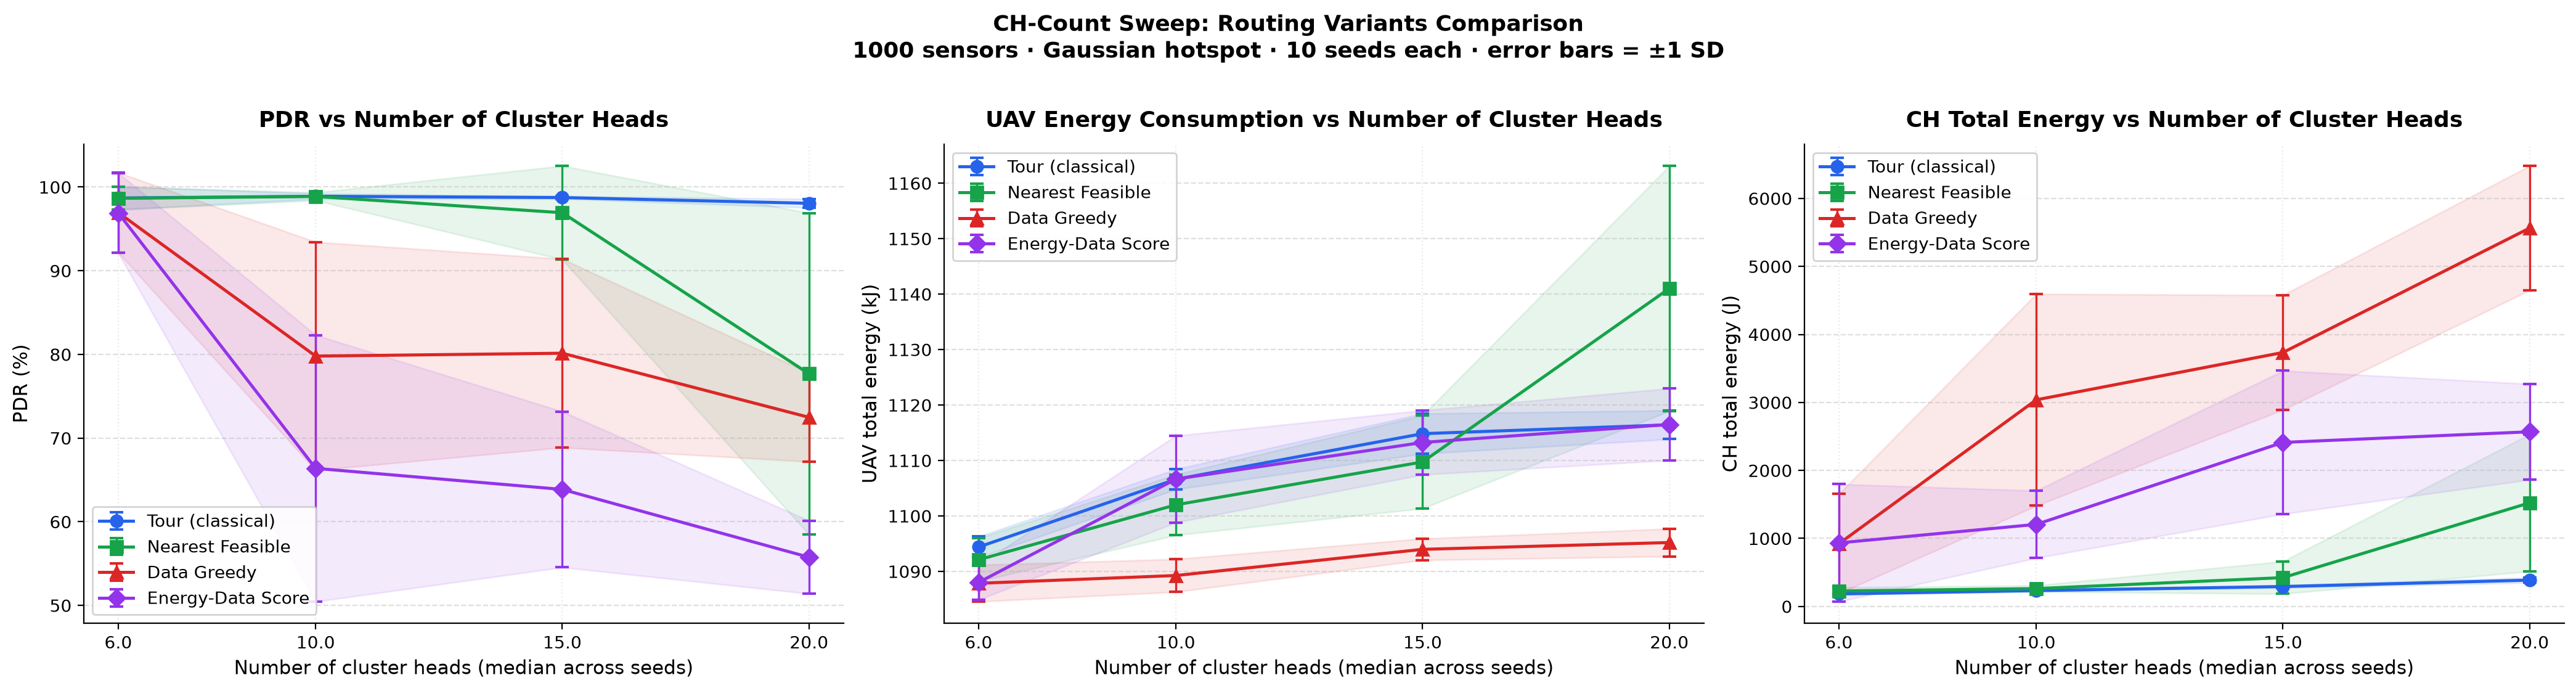 CH-Count Sweep: Routing Variants Comparison
1000 sensors · Gaussian hotspot · 10 seeds each · error bars = ±1 SD
PDR vs Number of Cluster Heads
PDR (%)
100
90
80
70
60
50
Tour (classical)
Nearest Feasible
Data Greedy
Energy-Data Score
6.0 10.0 15.0 20.0
Number of cluster heads (median across seeds)
UAV Energy Consumption vs Number of Cluster Heads
UAV total energy (kJ)
1160
1150
1140
1130
1120
1110
1100
1090
Tour (classical)
Nearest Feasible
Data Greedy
Energy-Data Score
6.0 10.0 15.0 20.0
Number of cluster heads (median across seeds)
CH Total Energy vs Number of Cluster Heads
CH total energy (J)
6000
5000
4000
3000
2000
1000
0
Tour (classical)
Nearest Feasible
Data Greedy
Energy-Data Score
6.0 10.0 15.0 20.0
Number of cluster heads (median across seeds)